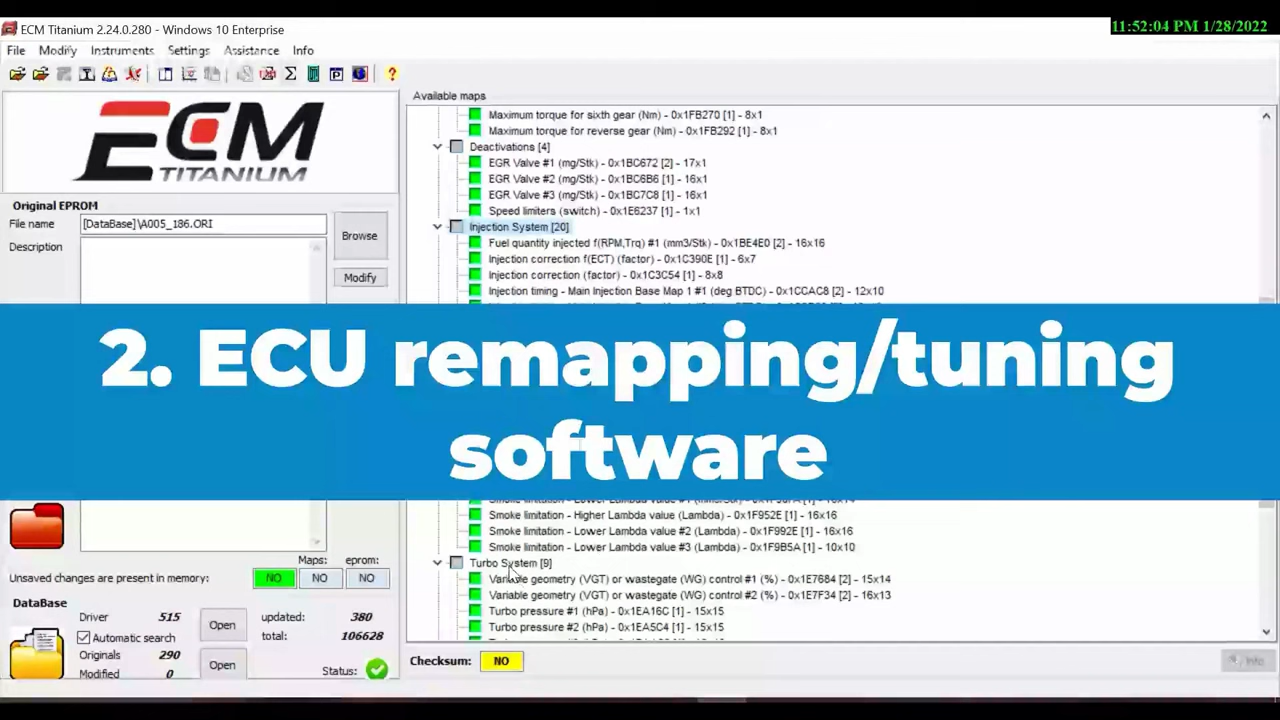 ECM Titanium 2.24.0.280 - Windows 10 Enterprise
11:52:04 PM 1/28/2022
File Modify Instruments Settings Assistance Info
ECM
TITANIUM
Original EPROM
File name [DataBase]\A005_186.ORI
Browse
Description
Modify
Available maps
Maximum torque for sixth gear (Nm) - 0x1FB270 [1] - 8x1
Maximum torque for reverse gear (Nm) - 0x1FB292 [1] - 8x1
Deactivations [4]
EGR Valve #1 (mg/Stk) - 0x1BC672 [2] - 17x1
EGR Valve #2 (mg/Stk) - 0x1BC6B6 [1] - 16x1
EGR Valve #3 (mg/Stk) - 0x1BC7C8 [1] - 16x1
Speed limiters (switch) - 0x1E6237 [1] - 1x1
Injection System [20]
Fuel quantity injected f(RPM,Trq) #1 (mm3/Stk) - 0x1BE4E0 [2] - 16x16
Injection correction f(ECT) (factor) - 0x1C390E [1] - 6x7
Injection correction (factor) - 0x1C3C54 [1] - 8x8
Injection timing - Main Injection Base Map 1 #1 (deg BTDC) - 0x1CCAC8 [2] - 12x10
2. ECU remapping/tuning
software
Smoke limitation - Higher Lambda value (Lambda) - 0x1F952E [1] - 16x16
Smoke limitation - Lower Lambda value #2 (Lambda) - 0x1F992E [1] - 16x16
Smoke limitation - Lower Lambda value #3 (Lambda) - 0x1F9B5A [1] - 10x10
Turbo System [9]
Variable geometry (VGT) or wastegate (WG) control #1 (%) - 0x1E7684 [2] - 15x14
Variable geometry (VGT) or wastegate (WG) control #2 (%) - 0x1E7F34 [2] - 16x13
Turbo pressure #1 (hPa) - 0x1EA16C [1] - 15x15
Turbo pressure #2 (hPa) - 0x1EA5C4 [1] - 15x15
Maps: eprom:
Unsaved changes are present in memory: NO NO NO
DataBase
Driver 515 Open updated: 380
Automatic search total: 106628
Originals 290 Open
Modified 0 Status:
Checksum: NO
Info